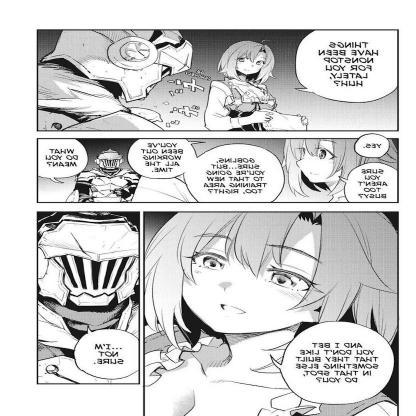 THINGS
HAVE BEEN
NONSTOP
FOR YOU
LATELY,
HUH?
WHAT
DO YOU
MEAN?
YOU'VE
BEEN OUT
WORKING
ALL THE
TIME.
GOBLINS,
SURE...BUT
YOU'RE GOING
TO THAT NEW
TRAINING AREA
TOO, RIGHT?
YES.
SURE
YOU
AREN'T
TOO
BUSY?
AND I BET
YOU DON'T LIKE
THAT THEY BUILT
SOMETHING ELSE
IN THAT SPOT,
DO YOU?
...I'M
NOT
SURE.